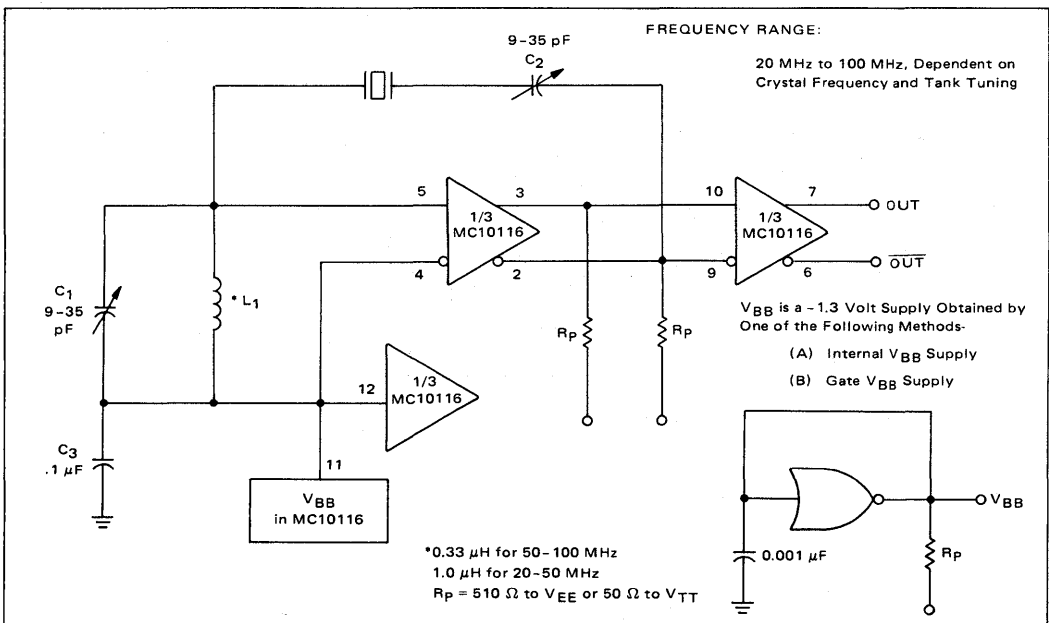 FREQUENCY RANGE:
20 MHz to 100 MHz, Dependent on
Crystal Frequency and Tank Tuning
9-35 pF
C2
5
3
10
7
OUT
1/3
MC10116
1/3
MC10116
4
2
9
6
OUT
C1
9-35
pF
*L1
RP
RP
VBB is a -1.3 Volt Supply Obtained by
One of the Following Methods-
(A) Internal VBB Supply
(B) Gate VBB Supply
12
1/3
MC10116
C3
.1 µF
11
VBB
in MC10116
VBB
0.001 µF
RP
*0.33 µH for 50-100 MHz
1.0 µH for 20-50 MHz
RP = 510 Ω to VEE or 50 Ω to VTT